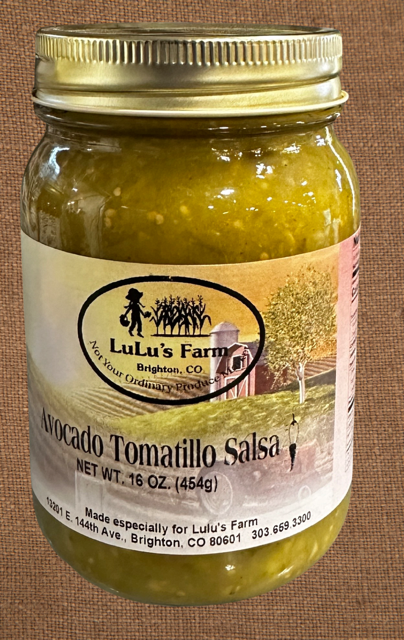 LuLu's Farm
Brighton, CO.
Not Your Ordinary Produce
Avocado Tomatillo Salsa
NET WT. 16 OZ. (454g)
Made especially for Lulu's Farm
13201 E. 144th Ave., Brighton, CO 80601 303.659.3300